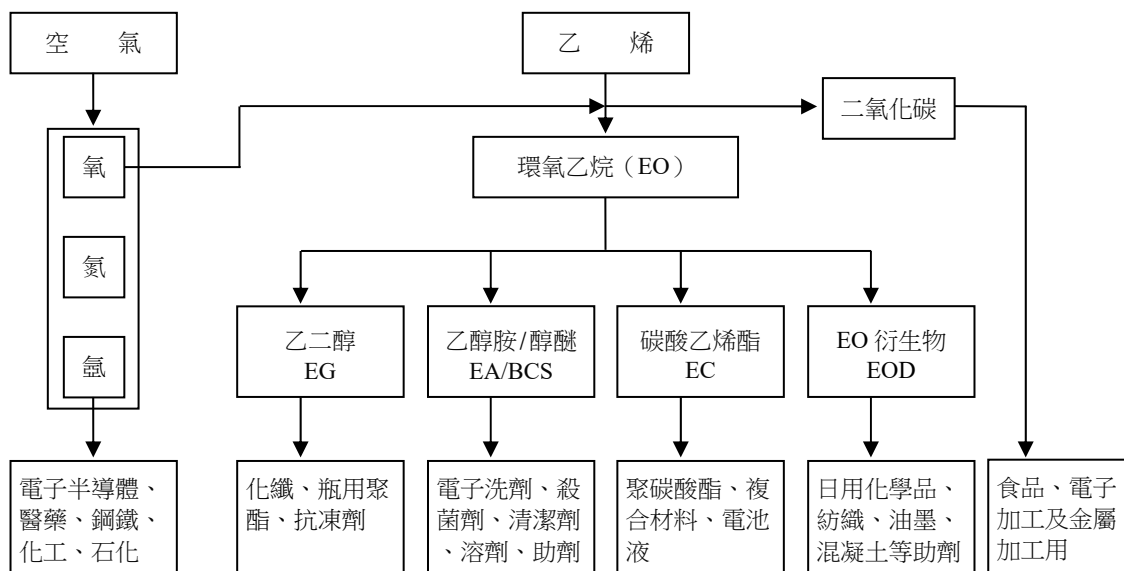 空 氣
乙 烯
二氧化碳
氧
環氧乙烷（EO）
氮
氬
乙二醇
EG
乙醇胺/醇醚
EA/BCS
碳酸乙烯酯
EC
EO 衍生物
EOD
電子半導體、
醫藥、鋼鐵、
化工、石化
化纖、瓶用聚
酯、抗凍劑
電子洗劑、殺
菌劑、清潔劑
、溶劑、助劑
聚碳酸酯、複
合材料、電池
液
日用化學品、
紡織、油墨、
混凝土等助劑
食品、電子
加工及金屬
加工用